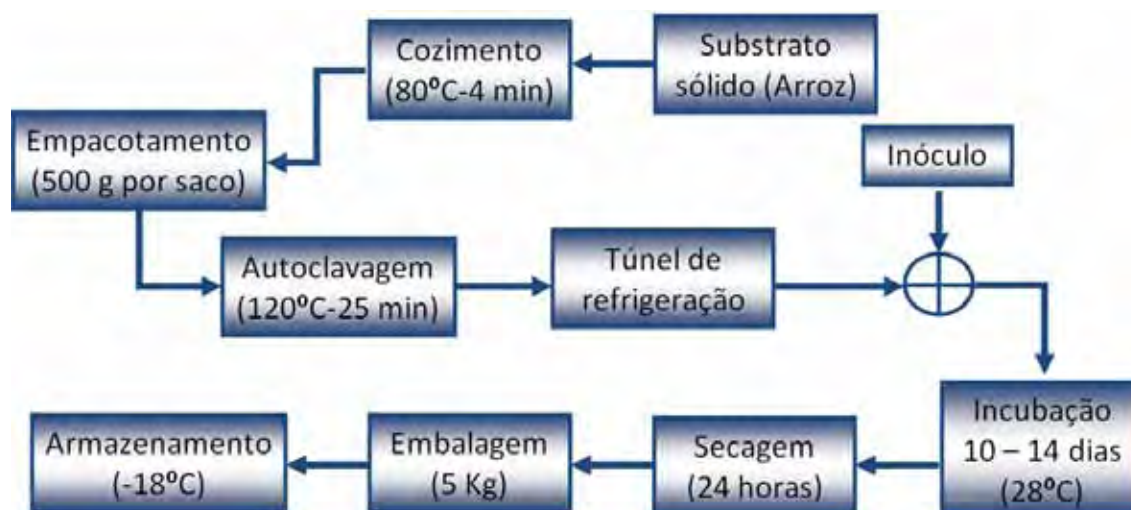 Substrato
sólido (Arroz)
Cozimento
(80ºC-4 min)
Empacotamento
(500 g por saco)
Autoclavagem
(120ºC-25 min)
Túnel de
refrigeração
Inóculo
Incubação
10 – 14 dias
(28ºC)
Secagem
(24 horas)
Embalagem
(5 Kg)
Armazenamento
(-18ºC)